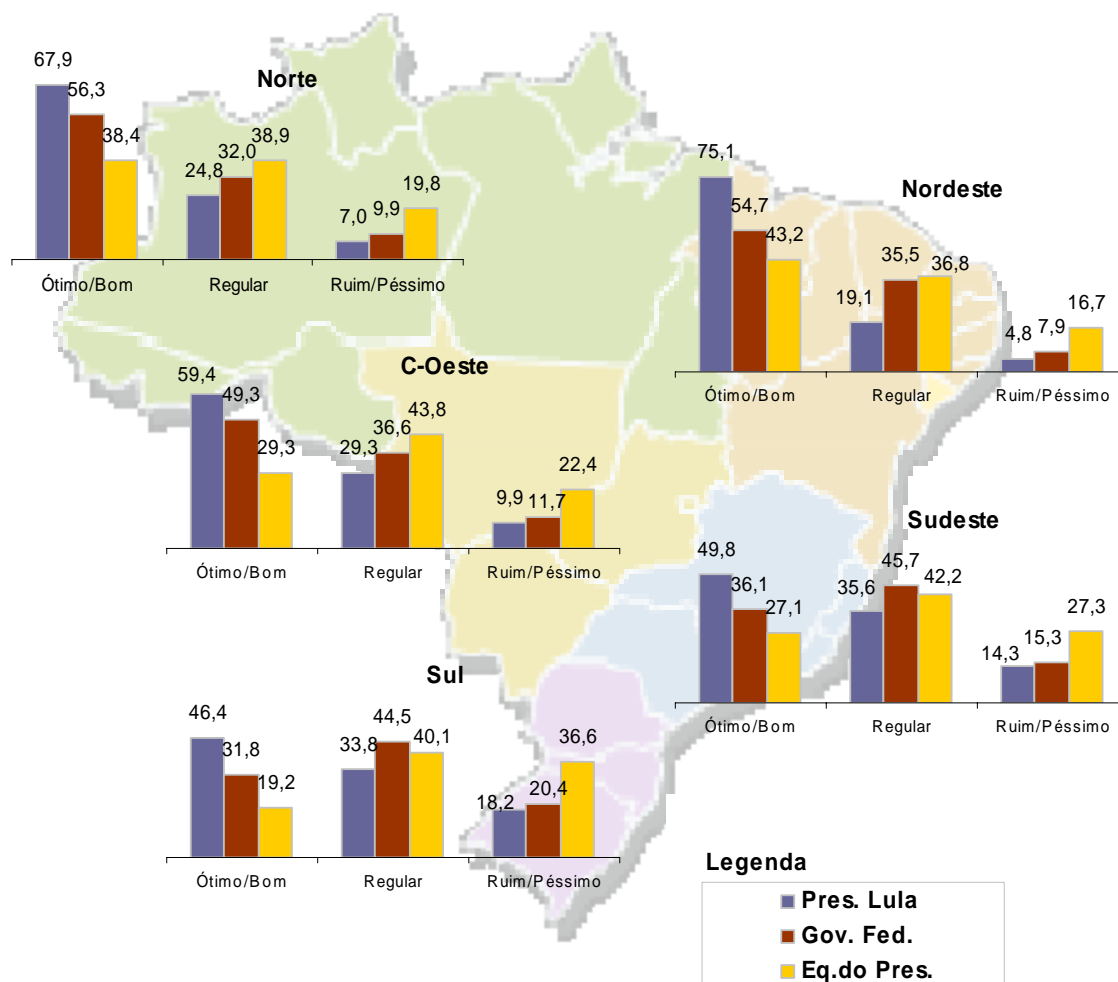 Norte
67,9
56,3
38,4
24,8
32,0
38,9
7,0
9,9
19,8
Ótimo/Bom
Regular
Ruim/Péssimo
Nordeste
75,1
54,7
43,2
19,1
35,5
36,8
4,8
7,9
16,7
Ótimo/Bom
Regular
Ruim/Péssimo
C-Oeste
59,4
49,3
29,3
29,3
36,6
43,8
9,9
11,7
22,4
Ótimo/Bom
Regular
Ruim/Péssimo
Sudeste
49,8
36,1
27,1
35,6
45,7
42,2
14,3
15,3
27,3
Ótimo/Bom
Regular
Ruim/Péssimo
Sul
46,4
31,8
19,2
33,8
44,5
40,1
18,2
20,4
36,6
Ótimo/Bom
Regular
Ruim/Péssimo
Legenda
Pres. Lula
Gov. Fed.
Eq.do Pres.